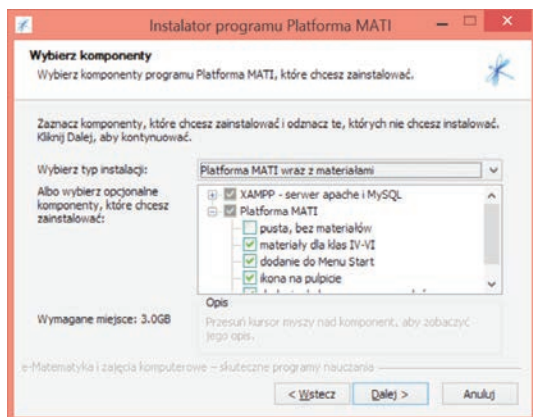 Instalator programu Platforma MATI
Wybierz komponenty
Wybierz komponenty programu Platforma MATI, które chcesz zainstalować.
Zaznacz komponenty, które chcesz zainstalować i odznacz te, których nie chcesz instalować.
Kliknij Dalej, aby kontynuować.
Wybierz typ instalacji:
Platforma MATI wraz z materiałami
Albo wybierz opcjonalne
komponenty, które chcesz
zainstalować:
XAMPP - serwer apache i MySQL
Platforma MATI
pusta, bez materiałów
materiały dla klas IV-VI
dodanie do Menu Start
ikona na pulpicie
Wymagane miejsce: 3.0GB
Opis
Przesuń kursor myszy nad komponent, aby zobaczyć
jego opis.
e-Matematyka i zajęcia komputerowe – skuteczne programy nauczania
< Wstecz
Dalej >
Anuluj